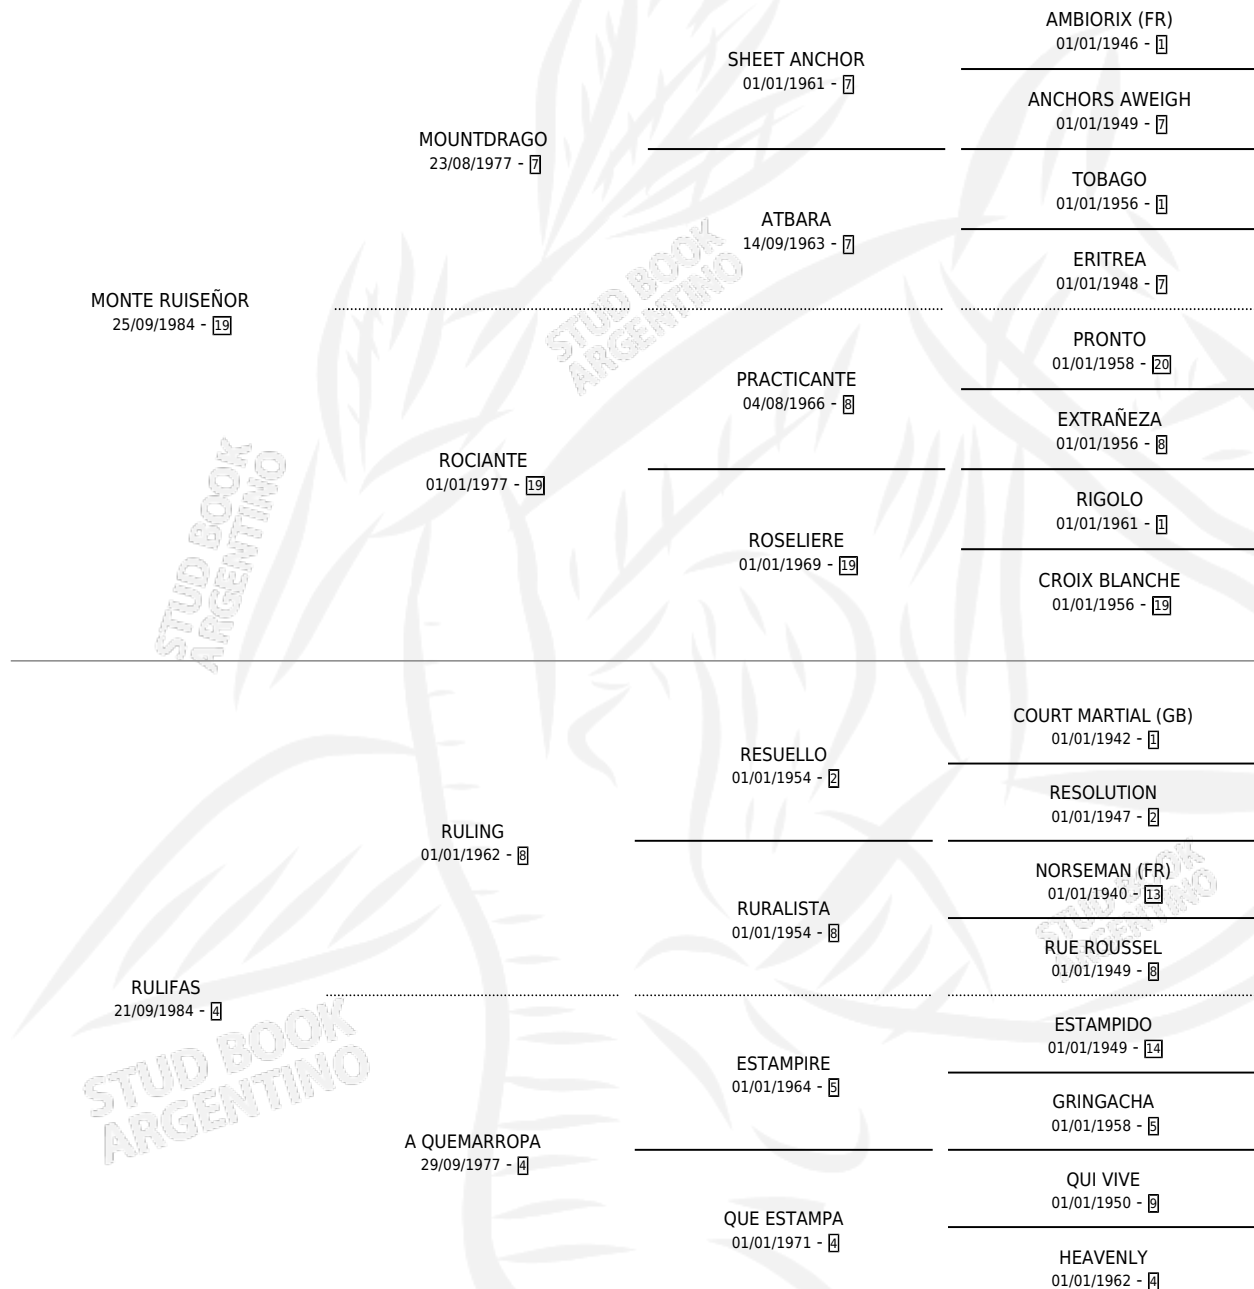 AMBIORIX (FR)
01/01/1946 - 1
SHEET ANCHOR
01/01/1961 - 7
ANCHORS AWEIGH
01/01/1949 - 7
MOUNTDRAGO
23/08/1977 - 7
TOBAGO
01/01/1956 - 1
ATBARA
14/09/1963 - 7
ERITREA
01/01/1948 - 7
MONTE RUISEÑOR
25/09/1984 - 19
STUD BOOK
ARGENTINO
PRONTO
01/01/1958 - 20
PRACTICANTE
04/08/1966 - 8
EXTRAÑEZA
01/01/1956 - 8
ROCIANTE
01/01/1977 - 19
RIGOLO
01/01/1961 - 1
ROSELIERE
01/01/1969 - 19
CROIX BLANCHE
01/01/1956 - 19
STUD BOOK
ARGENTINO
COURT MARTIAL (GB)
01/01/1942 - 1
RESUELLO
01/01/1954 - 2
RESOLUTION
01/01/1947 - 2
RULING
01/01/1962 - 8
NORSEMAN (FR)
01/01/1940 - 13
RURALISTA
01/01/1954 - 8
STUD BOOK
ARGENTINO
RUE ROUSSEL
01/01/1949 - 8
RULIFAS
21/09/1984 - 4
STUD BOOK
ARGENTINO
ESTAMPIDO
01/01/1949 - 14
ESTAMPIRE
01/01/1964 - 5
GRINGACHA
01/01/1958 - 5
A QUEMARROPA
29/09/1977 - 4
QUI VIVE
01/01/1950 - 9
QUE ESTAMPA
01/01/1971 - 4
HEAVENLY
01/01/1962 - 4